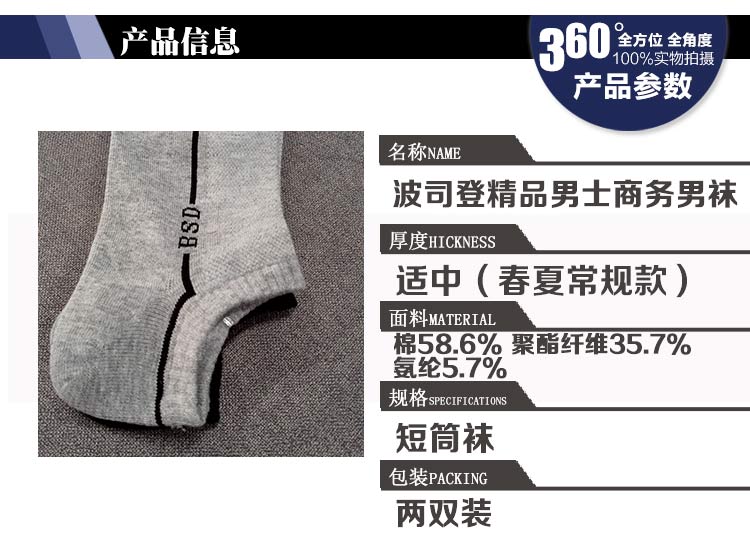 产品信息
360°全方位 全角度
100%实物拍摄
产品参数
名称NAME
波司登精品男士商务男袜
厚度HICKNESS
适中（春夏常规款）
面料MATERIAL
棉58.6% 聚酯纤维35.7%
氨纶5.7%
规格SPECIFICATIONS
短筒袜
包装PACKING
两双装
BSD